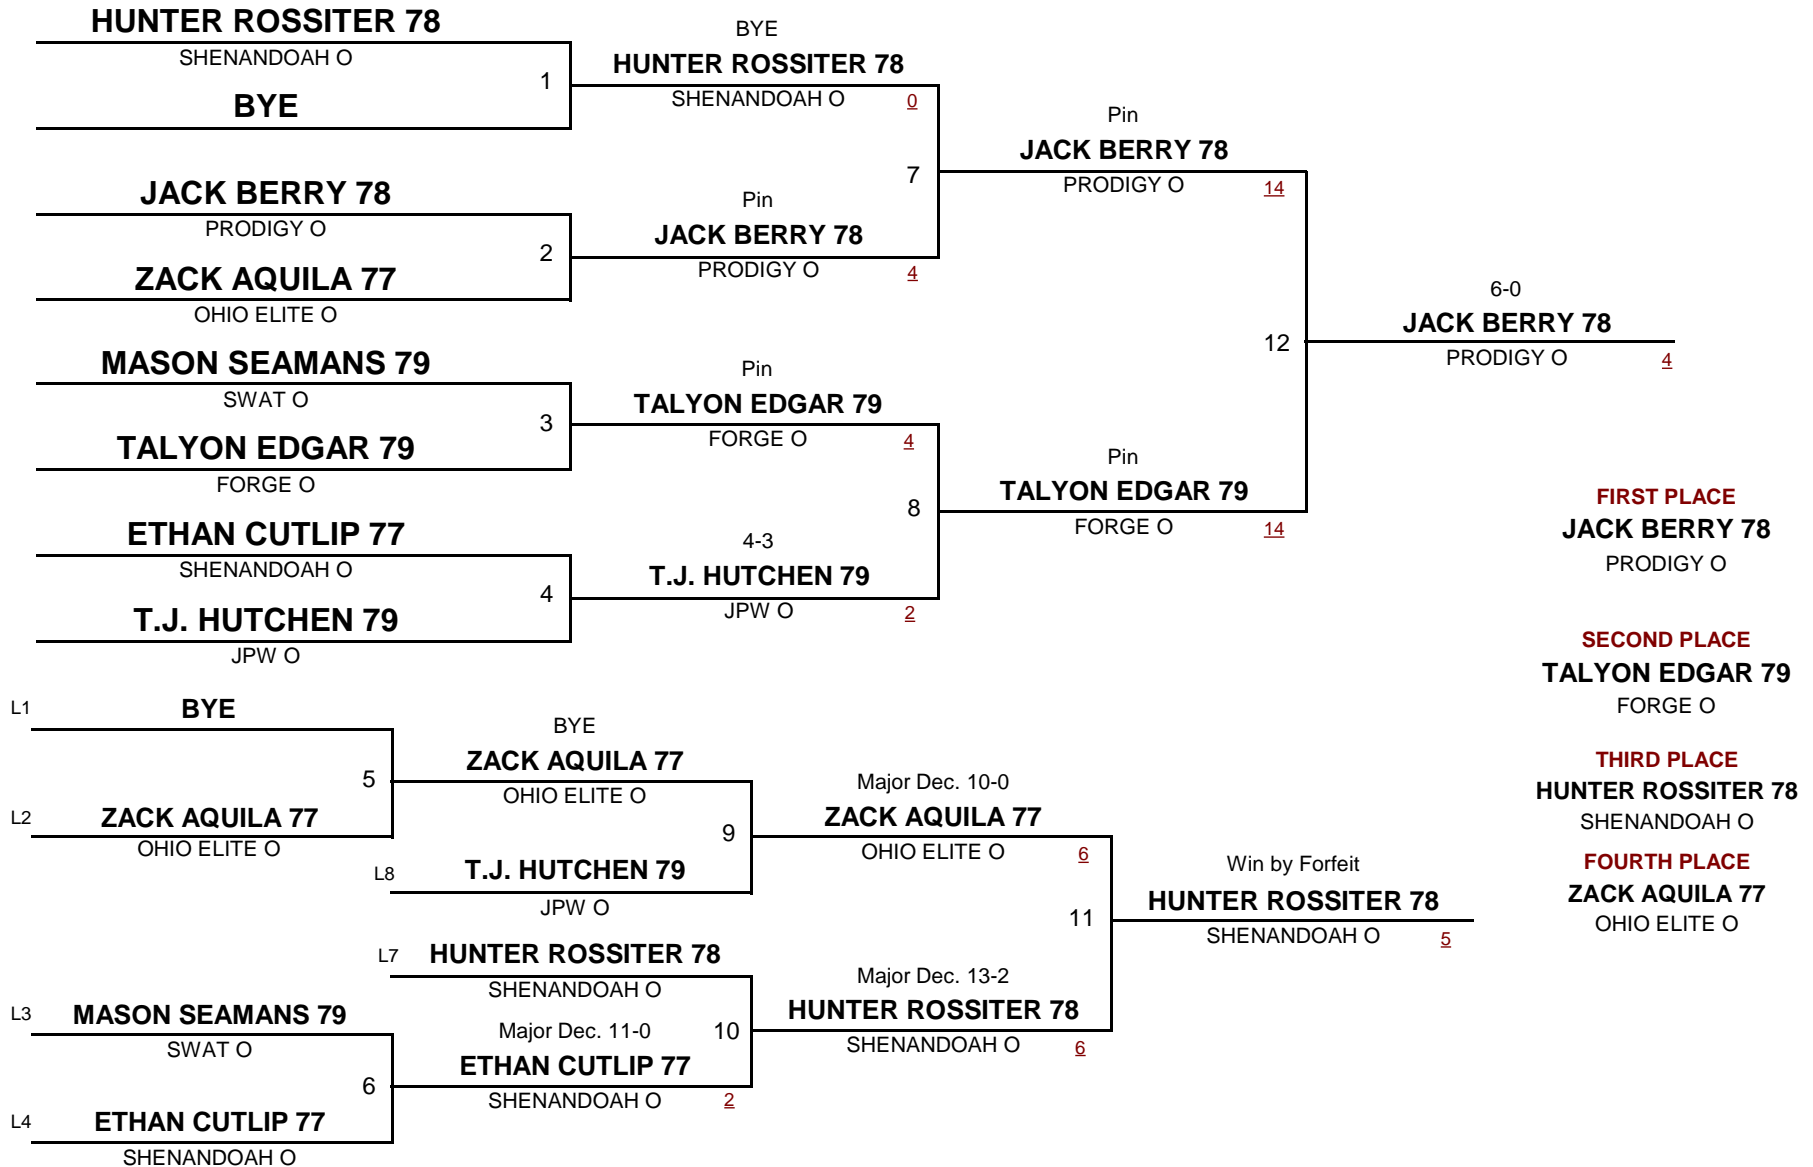 HUNTER ROSSITER 78
SHENANDOAH O
1
BYE
BYE
HUNTER ROSSITER 78
SHENANDOAH O
0
JACK BERRY 78
PRODIGY O
2
ZACK AQUILA 77
OHIO ELITE O
Pin
JACK BERRY 78
PRODIGY O
4
7
Pin
JACK BERRY 78
PRODIGY O
14
MASON SEAMANS 79
SWAT O
3
TALYON EDGAR 79
FORGE O
Pin
TALYON EDGAR 79
FORGE O
4
ETHAN CUTLIP 77
SHENANDOAH O
4
T.J. HUTCHEN 79
JPW O
4-3
T.J. HUTCHEN 79
JPW O
2
8
Pin
TALYON EDGAR 79
FORGE O
14
12
6-0
JACK BERRY 78
PRODIGY O
4
FIRST PLACE
JACK BERRY 78
PRODIGY O
SECOND PLACE
TALYON EDGAR 79
FORGE O
THIRD PLACE
HUNTER ROSSITER 78
SHENANDOAH O
FOURTH PLACE
ZACK AQUILA 77
OHIO ELITE O
L1
BYE
5
L2
ZACK AQUILA 77
OHIO ELITE O
BYE
ZACK AQUILA 77
OHIO ELITE O
9
L8
T.J. HUTCHEN 79
JPW O
Major Dec. 10-0
ZACK AQUILA 77
OHIO ELITE O
6
L7
HUNTER ROSSITER 78
SHENANDOAH O
L3
MASON SEAMANS 79
SWAT O
6
L4
ETHAN CUTLIP 77
SHENANDOAH O
Major Dec. 11-0
ETHAN CUTLIP 77
SHENANDOAH O
2
10
Major Dec. 13-2
HUNTER ROSSITER 78
SHENANDOAH O
6
11
Win by Forfeit
HUNTER ROSSITER 78
SHENANDOAH O
5